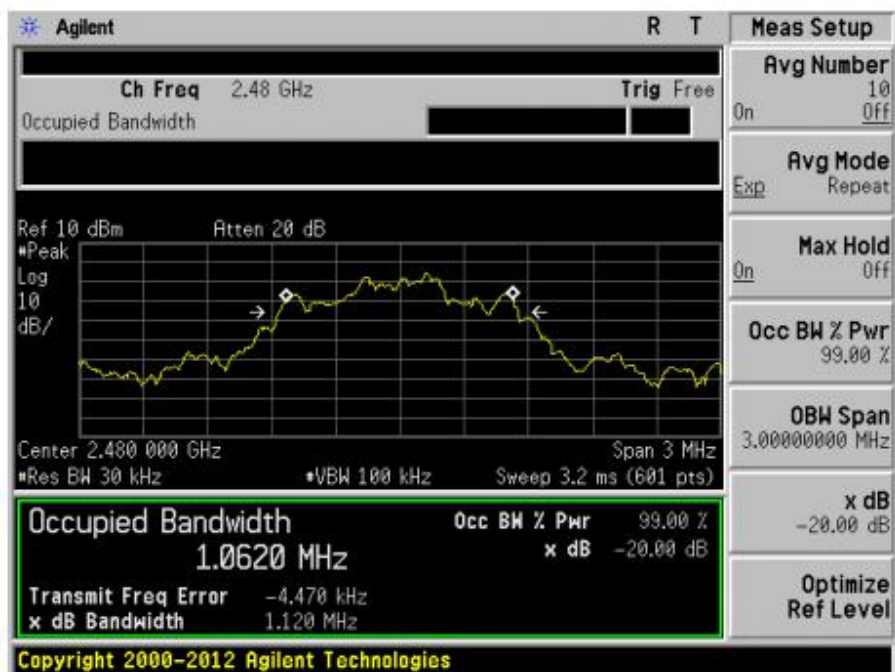 Agilent R T
Ch Freq 2.48 GHz Trig Free
Occupied Bandwidth
Ref 10 dBm Atten 20 dB
#Peak
Log
10
dB/
Center 2.480 000 GHz Span 3 MHz
#Res BW 30 kHz #VBW 100 kHz Sweep 3.2 ms (601 pts)
Occupied Bandwidth Occ BW % Pwr 99.00 %
1.0620 MHz x dB -20.00 dB
Transmit Freq Error -4.470 kHz
x dB Bandwidth 1.120 MHz
Copyright 2000-2012 Agilent Technologies
Meas Setup
Avg Number
10
On Off
Avg Mode
Exp Repeat
Max Hold
On Off
Occ BW % Pwr
99.00 %
OBW Span
3.00000000 MHz
x dB
-20.00 dB
Optimize
Ref Level